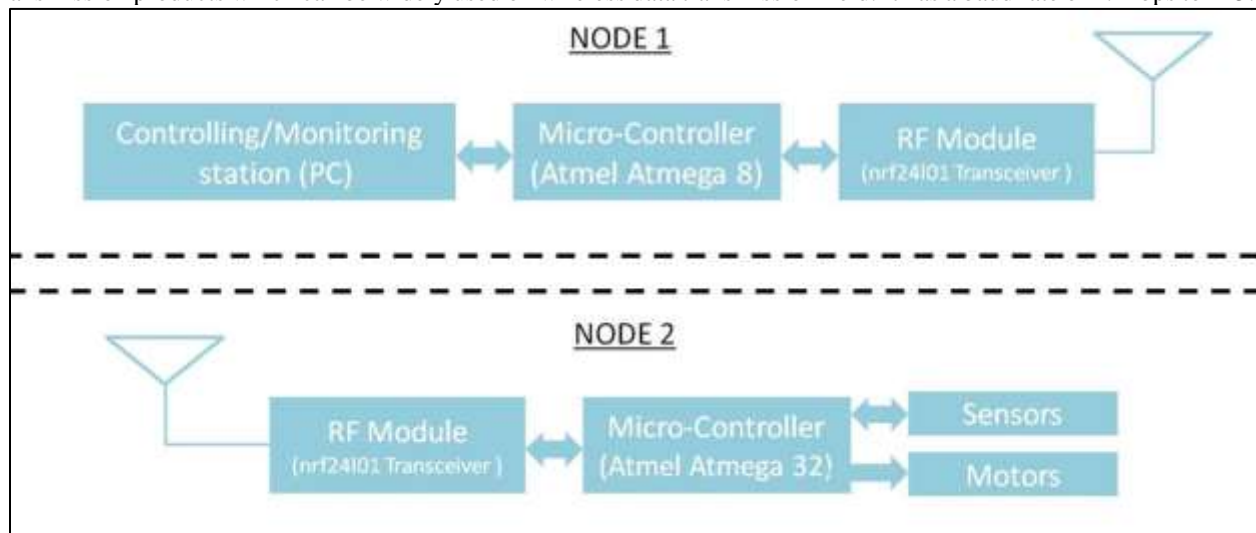 NODE 1
Controlling/Monitoring
station (PC)
Micro-Controller
(Atmel Atmega 8)
RF Module
(nrf24l01 Transceiver )
NODE 2
RF Module
(nrf24l01 Transceiver )
Micro-Controller
(Atmel Atmega 32)
Sensors
Motors